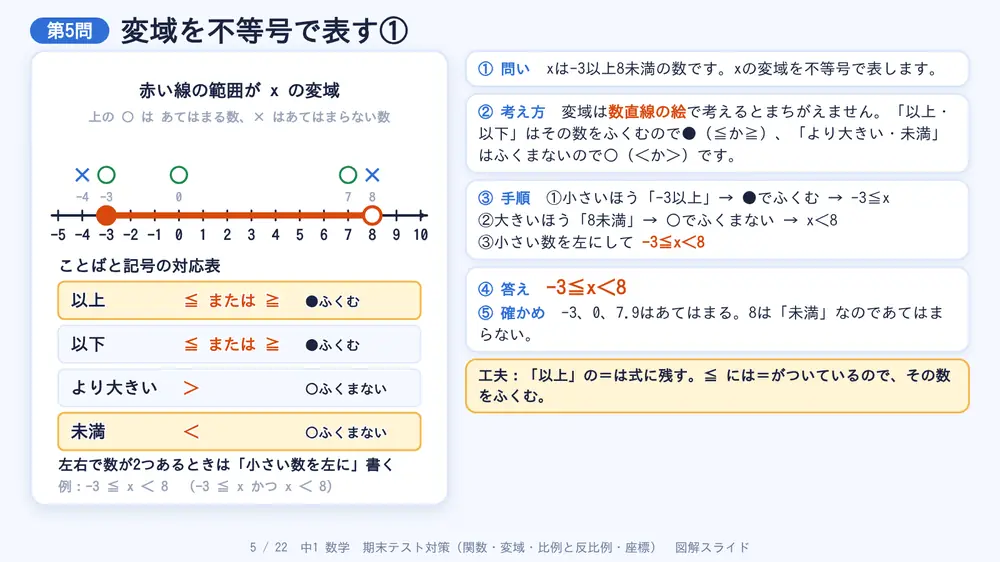 第5問 変域を不等号で表す①
赤い線の範囲が x の変域
上の ○ は あてはまる数、× はあてはまらない数
-4 -3 0 7 8
-5 -4 -3 -2 -1 0 1 2 3 4 5 6 7 8 9 10
ことばと記号の対応表
以上 ≦ または ≧ ●ふくむ
以下 ≦ または ≧ ●ふくむ
より大きい ＞ ○ふくまない
未満 ＜ ○ふくまない
左右で数が2つあるときは「小さい数を左に」書く
例：-3 ≦ x ＜ 8 （-3 ≦ x かつ x ＜ 8）
① 問い xは-3以上8未満の数です。xの変域を不等号で表します。
② 考え方 変域は数直線の絵で考えるとまちがえません。「以上・
以下」はその数をふくむので●（≦か≧）、「より大きい・未満」
はふくまないので○（＜か＞）です。
③ 手順 ①小さいほう「-3以上」→ ●でふくむ → -3≦x
②大きいほう「8未満」→ ○でふくまない → x＜8
③小さい数を左にして -3≦x＜8
④ 答え -3≦x＜8
⑤ 確かめ -3、0、7.9はあてはまる。8は「未満」なのであてはま
らない。
工夫：「以上」の＝は式に残す。≦ には＝がついているので、その数
をふくむ。
5 / 22 中1 数学 期末テスト対策（関数・変域・比例と反比例・座標） 図解スライド